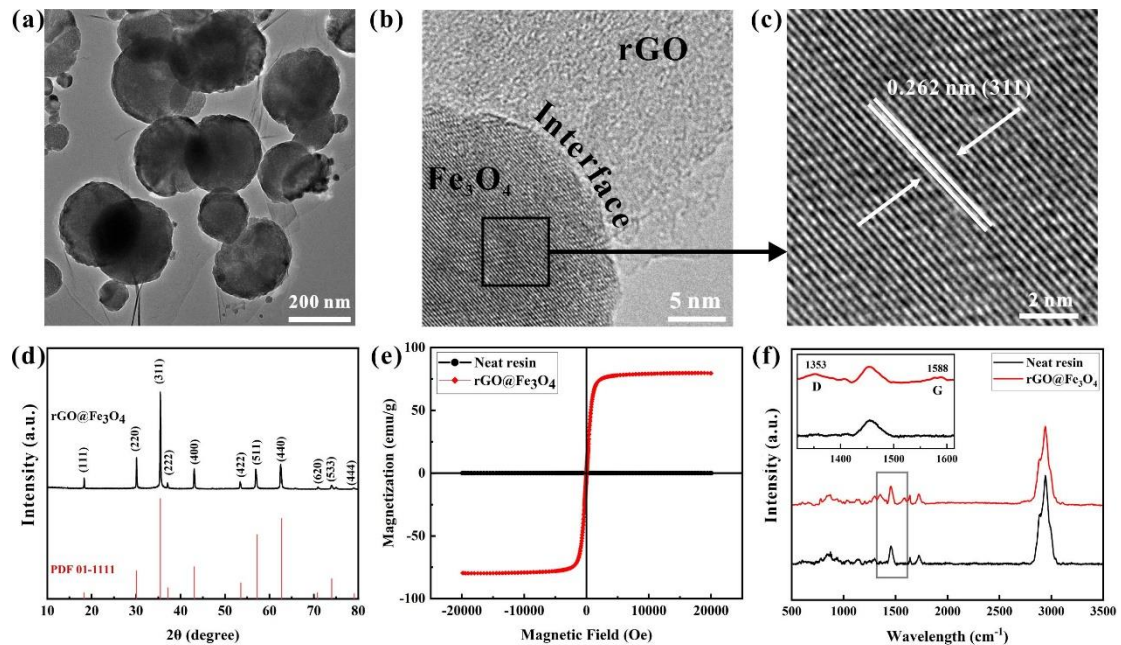 (a)
200 nm
(b)
rGO
Interface
Fe₃O₄
5 nm
(c)
0.262 nm (311)
2 nm
(d)
rGO@Fe₃O₄
(111)
(220)
(311)
(222)
(400)
(422)
(511)
(440)
(620)
(533)
(444)
PDF 01-1111
Intensity (a.u.)
10 20 30 40 50 60 70 80
2θ (degree)
(e)
Neat resin
rGO@Fe₃O₄
Magnetization (emu/g)
100
50
0
-50
-100
-20000 -10000 0 10000 20000
Magnetic Field (Oe)
(f)
1353
D
1588
G
1400 1500 1600
Neat resin
rGO@Fe₃O₄
Intensity (a.u.)
500 1000 1500 2000 2500 3000 3500
Wavelength (cm⁻¹)